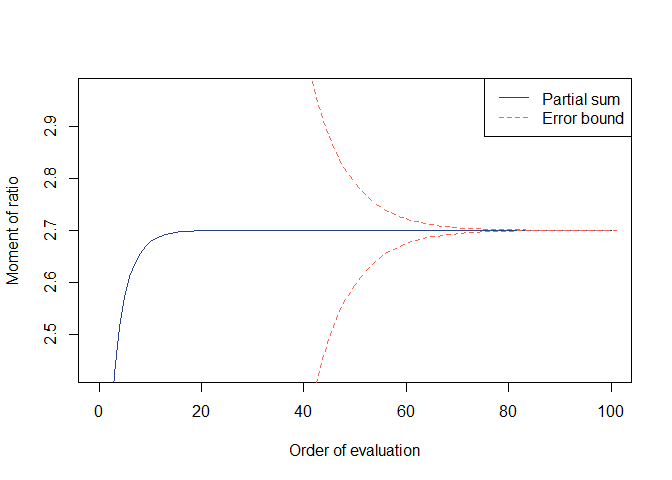 Partial sum
Error bound
Moment of ratio
2.9
2.8
2.7
2.6
2.5
0 20 40 60 80 100
Order of evaluation